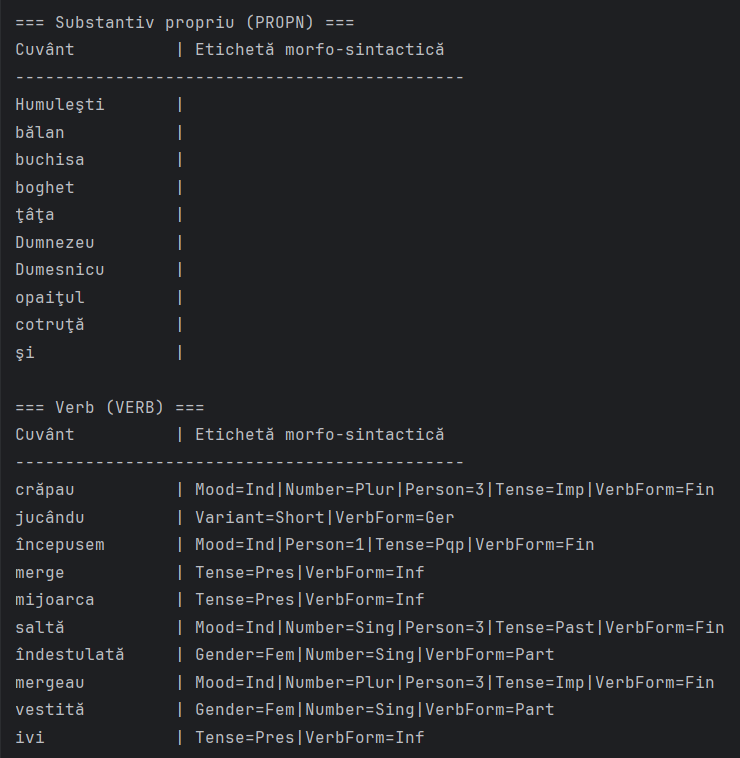 === Substantiv propriu (PROPN) ===
Cuvânt | Etichetă morfo-sintactică
---------------------------------------------
Humuleşti |
bălan |
buchisa |
boghet |
ţâţa |
Dumnezeu |
Dumesnicu |
opaiţul |
cotruţă |
şi |
=== Verb (VERB) ===
Cuvânt | Etichetă morfo-sintactică
---------------------------------------------
crăpau | Mood=Ind|Number=Plur|Person=3|Tense=Imp|VerbForm=Fin
jucându | Variant=Short|VerbForm=Ger
începusem | Mood=Ind|Person=1|Tense=Pqp|VerbForm=Fin
merge | Tense=Pres|VerbForm=Inf
mijoarca | Tense=Pres|VerbForm=Inf
saltă | Mood=Ind|Number=Sing|Person=3|Tense=Past|VerbForm=Fin
îndestulată | Gender=Fem|Number=Sing|VerbForm=Part
mergeau | Mood=Ind|Number=Plur|Person=3|Tense=Imp|VerbForm=Fin
vestită | Gender=Fem|Number=Sing|VerbForm=Part
ivi | Tense=Pres|VerbForm=Inf